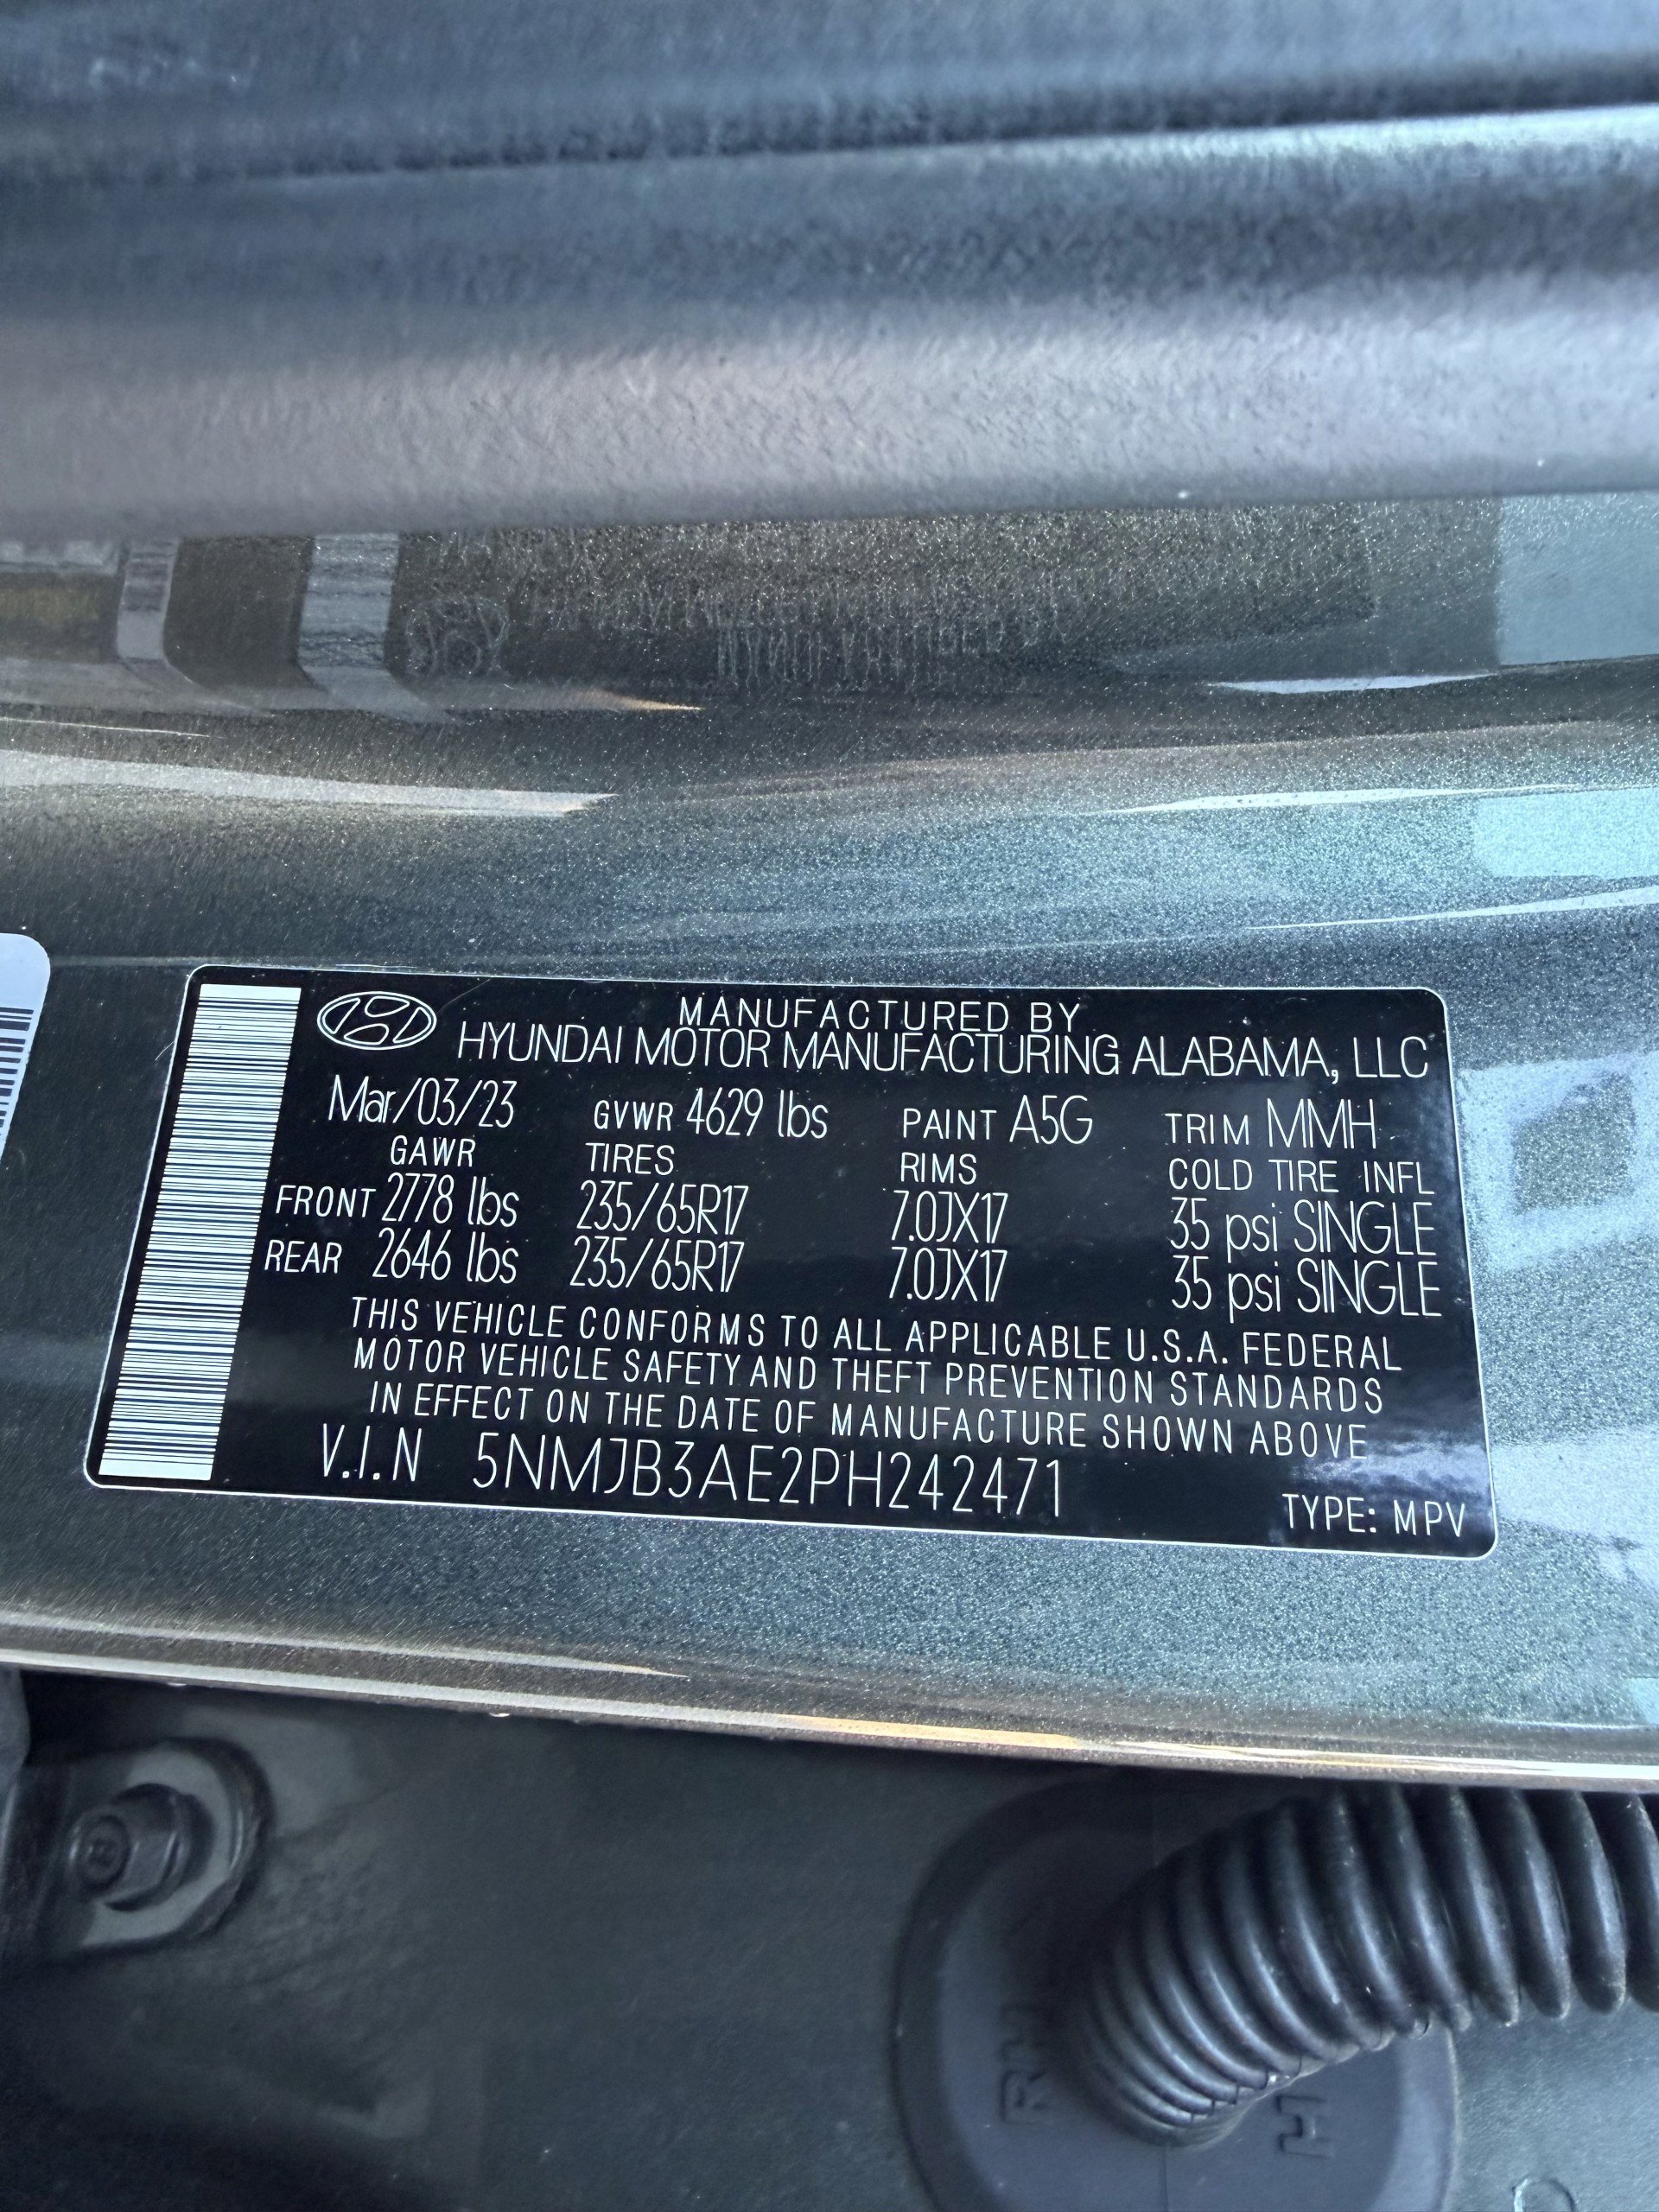 MANUFACTURED BY
HYUNDAI MOTOR MANUFACTURING ALABAMA, LLC
Mar/03/23 GVWR 4629 lbs PAINT A5G TRIM MMH
GAWR TIRES RIMS COLD TIRE INFL
FRONT 2778 lbs 235/65R17 7.0JX17 35 psi SINGLE
REAR 2646 lbs 235/65R17 7.0JX17 35 psi SINGLE
THIS VEHICLE CONFORMS TO ALL APPLICABLE U.S.A. FEDERAL
MOTOR VEHICLE SAFETY AND THEFT PREVENTION STANDARDS
IN EFFECT ON THE DATE OF MANUFACTURE SHOWN ABOVE
V.I.N 5NMJB3AE2PH242471
TYPE: MPV
RH